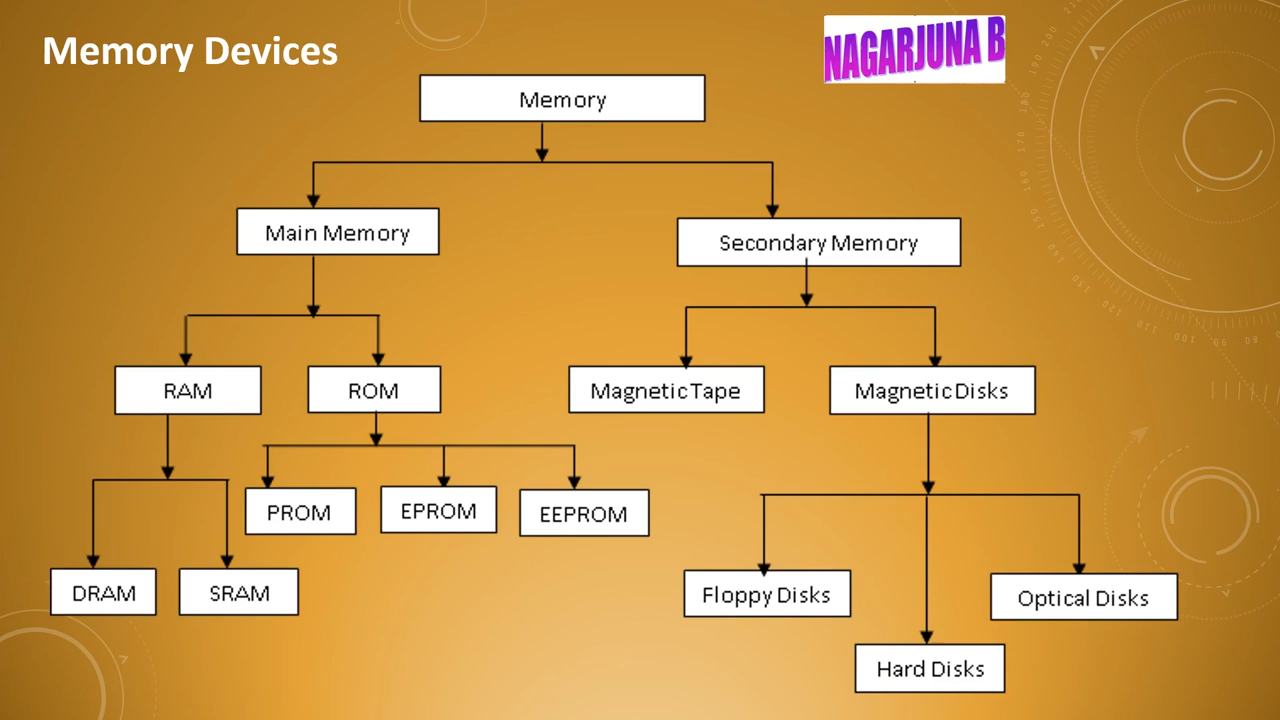 Memory Devices
NAGARJUNA B
Memory
Main Memory
Secondary Memory
RAM
ROM
Magnetic Tape
Magnetic Disks
PROM
EPROM
EEPROM
DRAM
SRAM
Floppy Disks
Optical Disks
Hard Disks